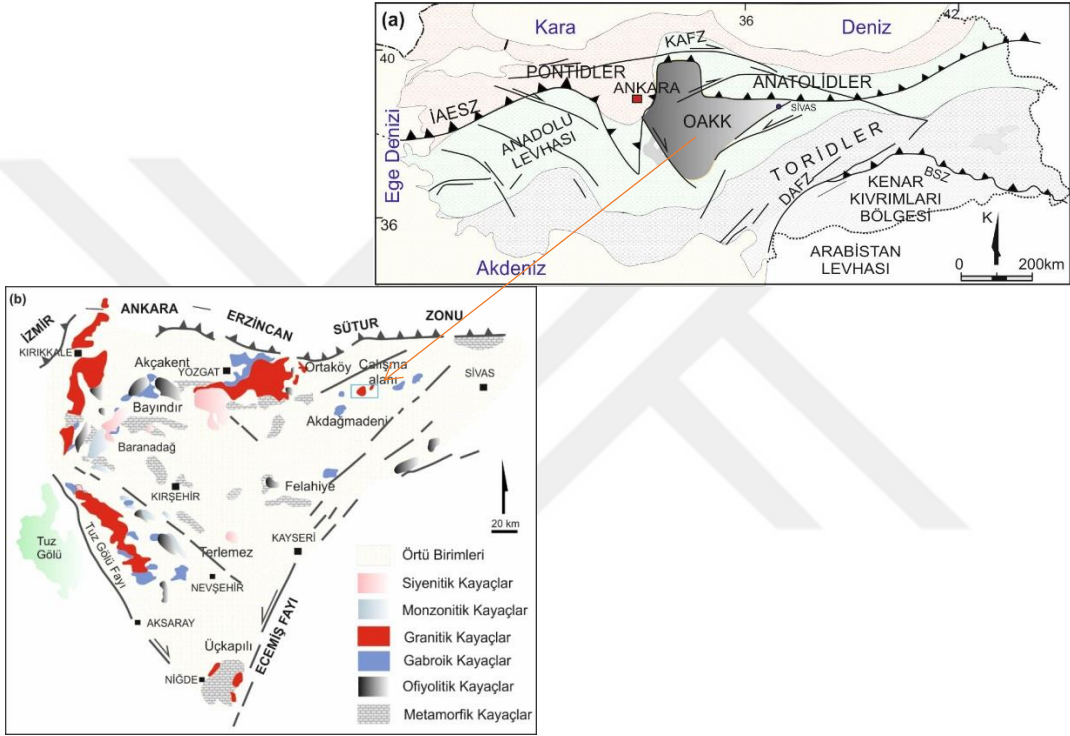 (a)
Kara
Deniz
36
42
40
36
KAFZ
PONTİDLER
ANKARA
ANATOLİDLER
SİVAS
İAESZ
OAKK
ANADOLU
LEVHASI
Ege Denizi
TORİDLER
DAFZ
BSZ
KENAR
KIVRIMLARI
BÖLGESİ
K
ARABİSTAN
LEVHASI
Akdeniz
0 200km
(b)
İZMİR
ANKARA
ERZİNCAN
SÜTUR
ZONU
KIRIKKALE
Akçakent
YOZGAT
Ortaköy
Çalışma
alanı
SİVAS
Bayındır
Akdağmadeni
Baranadağ
KIRŞEHİR
Felahiye
20 km
Tuz
Gölü
Tuz Gölü Fayı
Terlemez
KAYSERİ
NEVŞEHİR
AKSARAY
ECEMİŞ FAYI
Üçkapılı
NİĞDE
Örtü Birimleri
Siyenitik Kayaçlar
Monzonitik Kayaçlar
Granitik Kayaçlar
Gabroik Kayaçlar
Ofiyolitik Kayaçlar
Metamorfik Kayaçlar